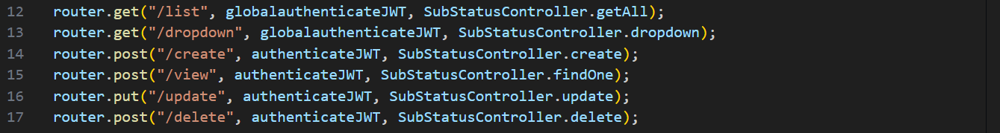 12 router.get("/list", globalauthenticateJWT, SubStatusController.getAll);
13 router.get("/dropdown", globalauthenticateJWT, SubStatusController.dropdown);
14 router.post("/create", authenticateJWT, SubStatusController.create);
15 router.post("/view", authenticateJWT, SubStatusController.findOne);
16 router.put("/update", authenticateJWT, SubStatusController.update);
17 router.post("/delete", authenticateJWT, SubStatusController.delete);